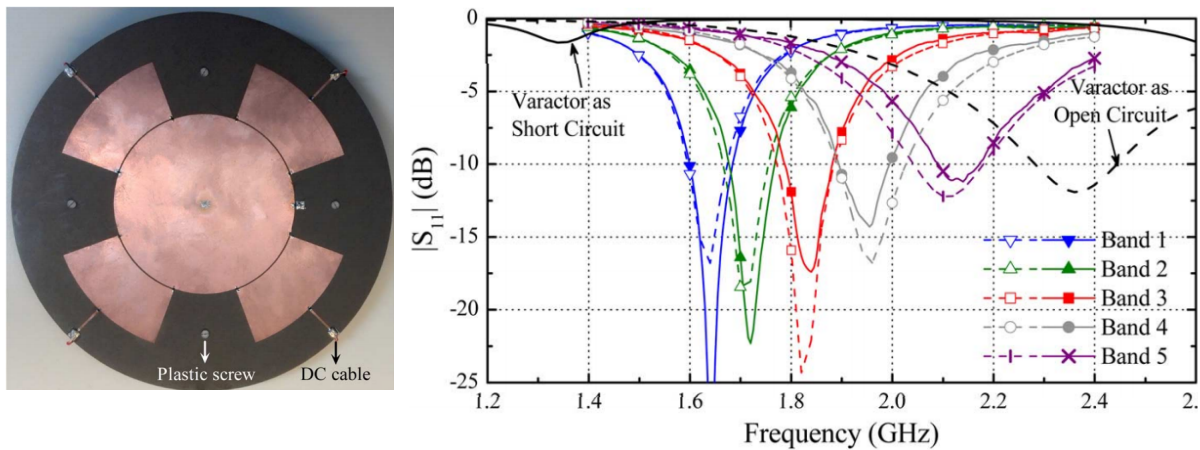 Plastic screw
DC cable
0
-5
-10
-15
-20
-25
|S11| (dB)
Varactor as
Short Circuit
Varactor as
Open Circuit
Band 1
Band 2
Band 3
Band 4
Band 5
1.2 1.4 1.6 1.8 2.0 2.2 2.4 2.
Frequency (GHz)